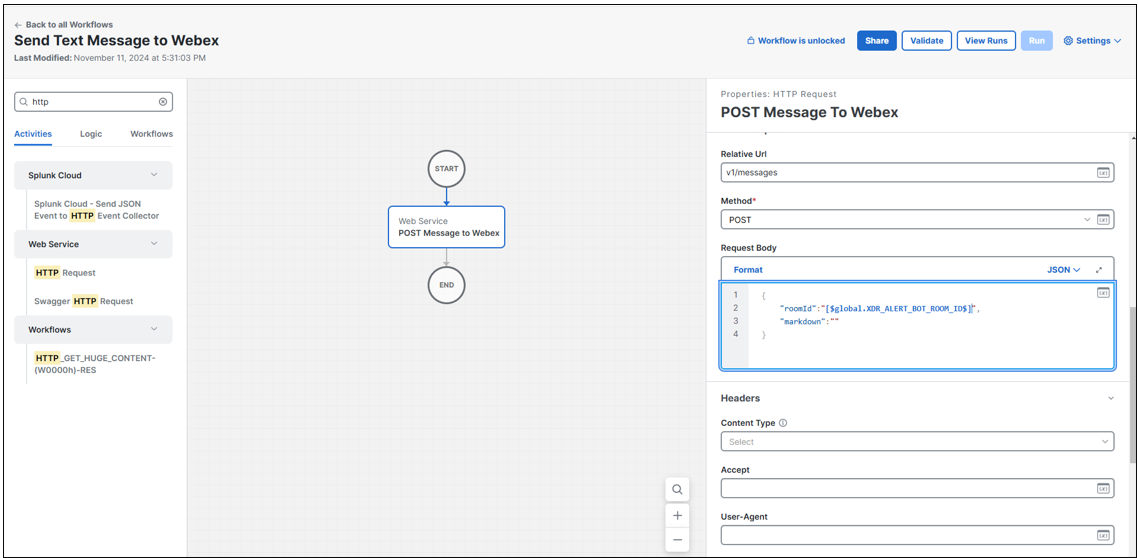 ← Back to all Workflows
Send Text Message to Webex
Last Modified: November 11, 2024 at 5:31:03 PM
Workflow is unlocked
Share
Validate
View Runs
Run
Settings
http
Activities
Logic
Workflows
Splunk Cloud
Splunk Cloud - Send JSON
Event to HTTP Event Collector
Web Service
HTTP Request
Swagger HTTP Request
Workflows
HTTP_GET_HUGE_CONTENT-
(W0000h)-RES
START
Web Service
POST Message to Webex
END
Properties: HTTP Request
POST Message To Webex
Relative Url
v1/messages
Method*
POST
Request Body
Format
JSON
1 {
2 "roomId":"[$global.XDR_ALERT_BOT_ROOM_ID$]",
3 "markdown":""
4 }
Headers
Content Type
Select
Accept
User-Agent